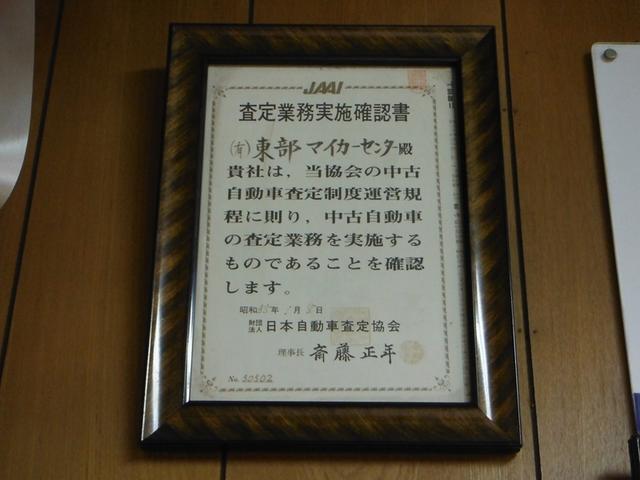 JAAI
査定業務実施確認書
(有)東部マイカーセンター殿
貴社は，当協会の中古
自動車査定制度運営規
程に則り，中古自動車
の査定業務を実施する
ものであることを確認
します。
昭和55年 月 日
財団法人 日本自動車査定協会
理事長 斉藤正年
No. 50502